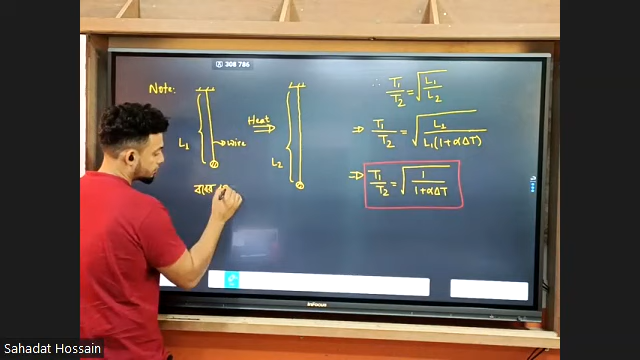 308 786
Note:
L₁
wire
Heat
L₂
∴ T₁/T₂ = √(L₁/L₂)
⇒ T₁/T₂ = √(L₁/(L₁(1+αΔT)))
⇒ T₁/T₂ = √(1/(1+αΔT))
InFocus
Sahadat Hossain